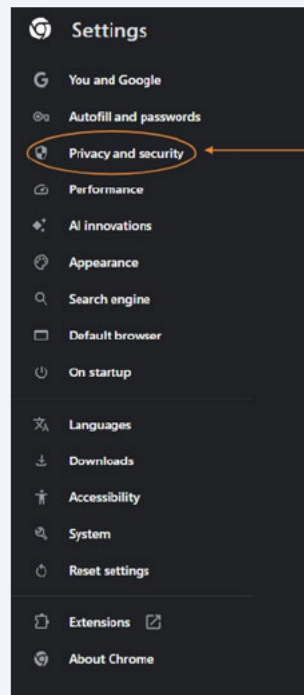 Settings
You and Google
Autofill and passwords
Privacy and security
Performance
AI innovations
Appearance
Search engine
Default browser
On startup
Languages
Downloads
Accessibility
System
Reset settings
Extensions
About Chrome